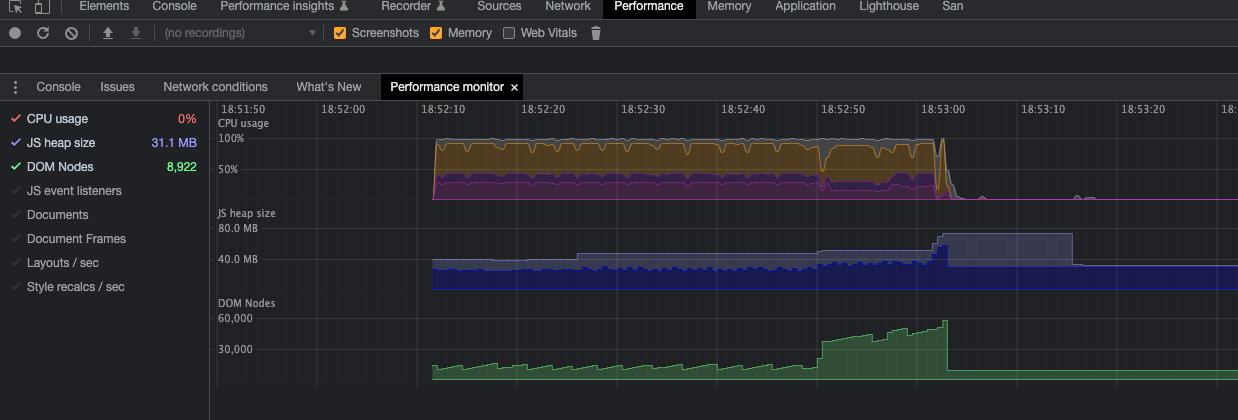 Elements Console Performance insights Recorder Sources Network Performance Memory Application Lighthouse San
(no recordings) Screenshots Memory Web Vitals
Console Issues Network conditions What's New Performance monitor ×
CPU usage 0%
JS heap size 31.1 MB
DOM Nodes 8,922
JS event listeners
Documents
Document Frames
Layouts / sec
Style recalcs / sec
18:51:50 18:52:00 18:52:10 18:52:20 18:52:30 18:52:40 18:52:50 18:53:00 18:53:10 18:53:20 18:
CPU usage
100%
50%
JS heap size
80.0 MB
40.0 MB
DOM Nodes
60,000
30,000